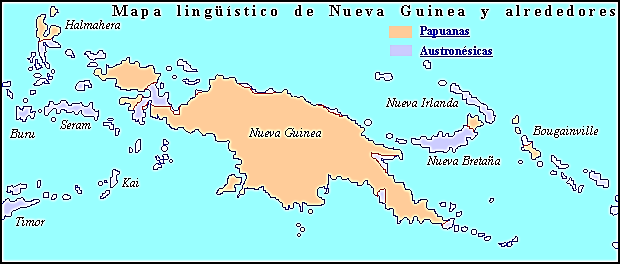 Mapa lingüístico de Nueva Guinea y alrededores
Halmahera
Papuanas
Austronésicas
Nueva Irlanda
Buru
Seram
Nueva Guinea
Bougainville
Nueva Bretaña
Kai
Timor